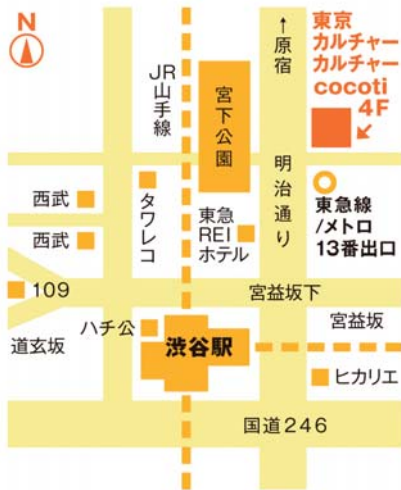 N
↑原宿
東京
カルチャー
カルチャー
cocoti
4F
JR山手線
宮下公園
明治通り
西武
タワレコ
東急
REI
ホテル
東急線
/メトロ
13番出口
西武
109
宮益坂下
ハチ公
宮益坂
道玄坂
渋谷駅
ヒカリエ
国道246